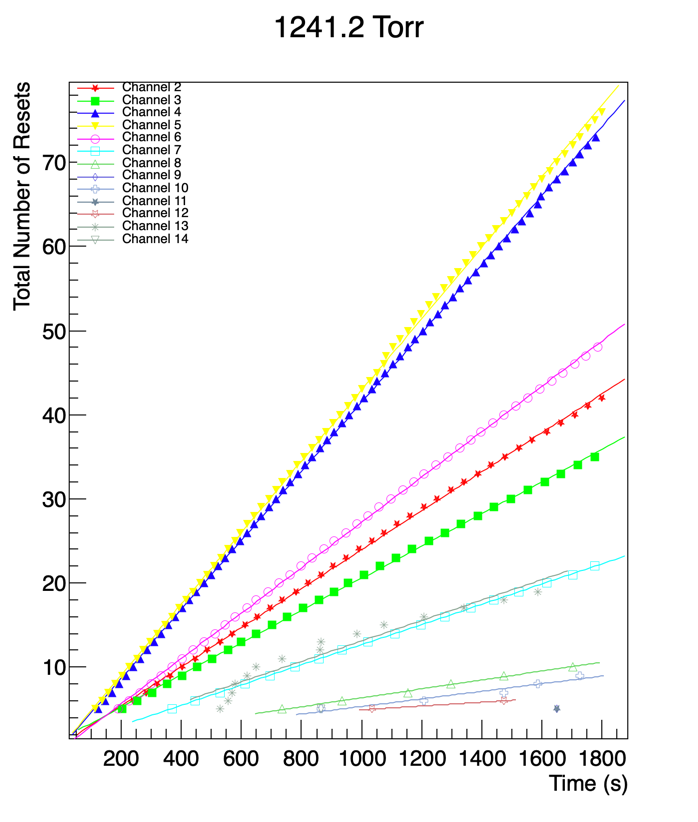 1241.2 Torr
Total Number of Resets
Channel 2
Channel 3
Channel 4
Channel 5
Channel 6
Channel 7
Channel 8
Channel 9
Channel 10
Channel 11
Channel 12
Channel 13
Channel 14
70
60
50
40
30
20
10
200 400 600 800 1000 1200 1400 1600 1800
Time (s)